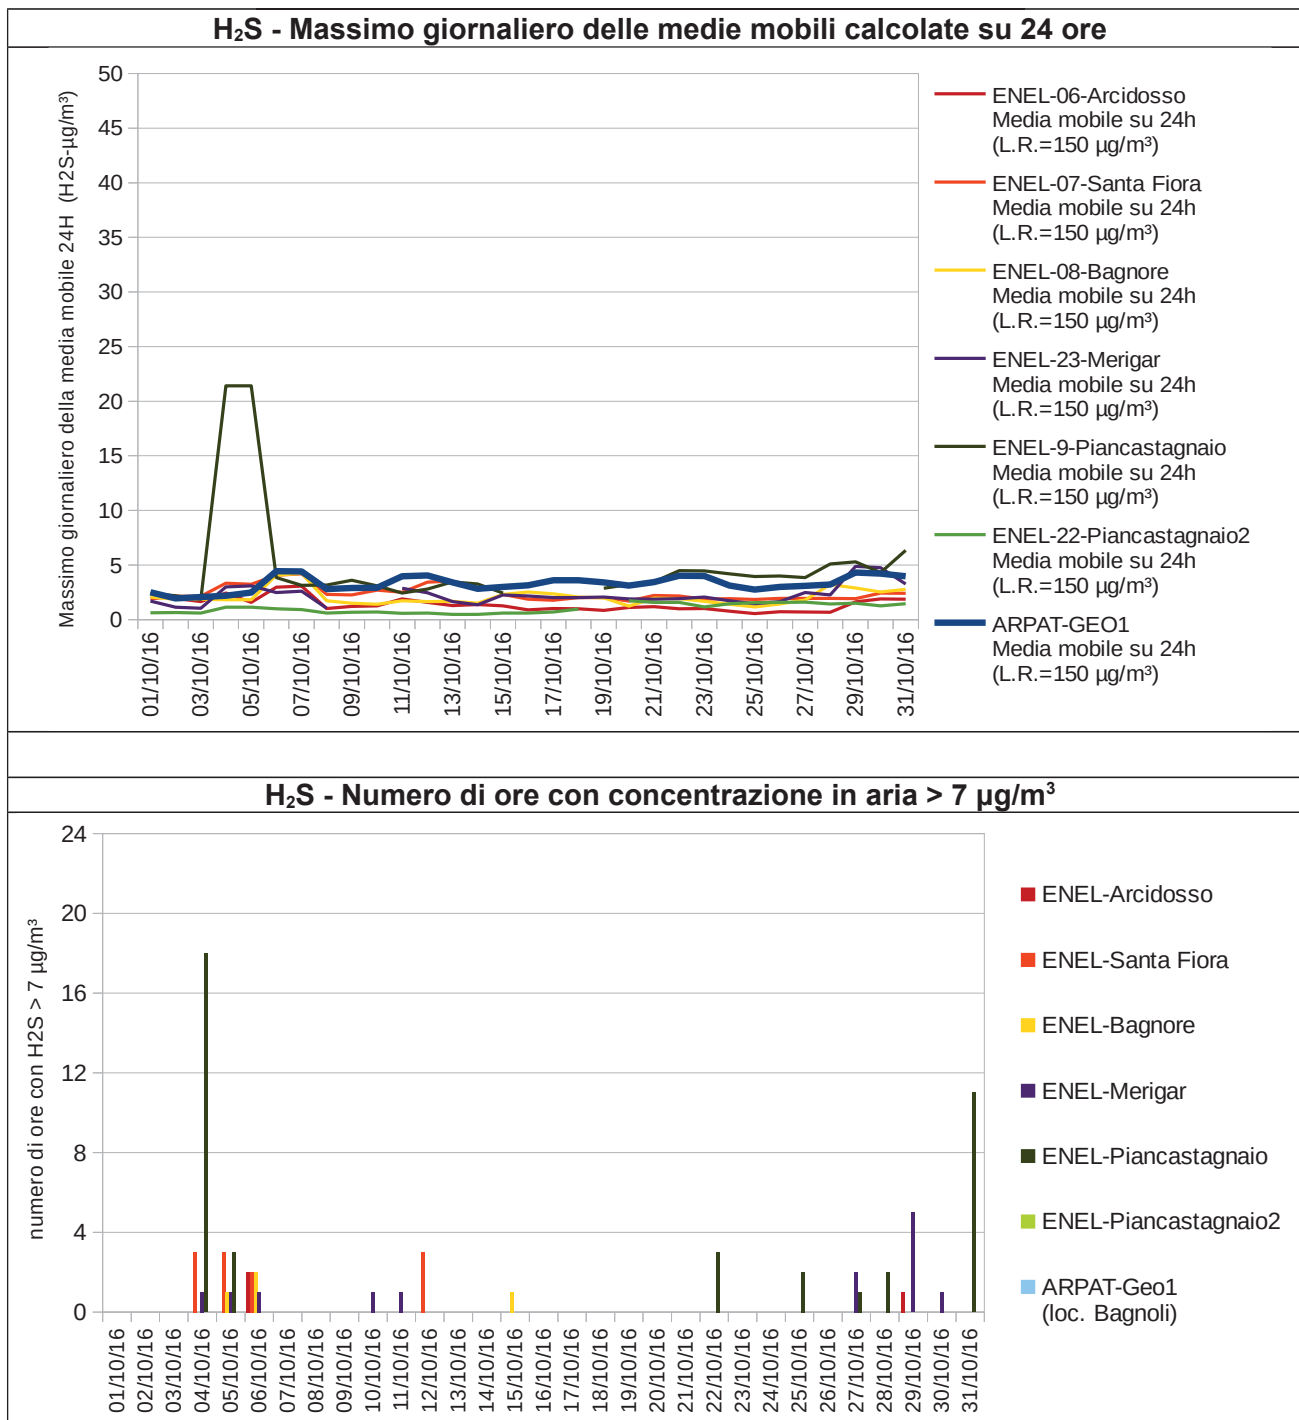 H₂S - Massimo giornaliero delle medie mobili calcolate su 24 ore
Massimo giornaliero della media mobile 24H (H2S-µg/m³)
50
45
40
35
30
25
20
15
10
5
0
01/10/16
03/10/16
05/10/16
07/10/16
09/10/16
11/10/16
13/10/16
15/10/16
17/10/16
19/10/16
21/10/16
23/10/16
25/10/16
27/10/16
29/10/16
31/10/16
ENEL-06-Arcidosso
Media mobile su 24h
(L.R.=150 µg/m³)
ENEL-07-Santa Fiora
Media mobile su 24h
(L.R.=150 µg/m³)
ENEL-08-Bagnore
Media mobile su 24h
(L.R.=150 µg/m³)
ENEL-23-Merigar
Media mobile su 24h
(L.R.=150 µg/m³)
ENEL-9-Piancastagnaio
Media mobile su 24h
(L.R.=150 µg/m³)
ENEL-22-Piancastagnaio2
Media mobile su 24h
(L.R.=150 µg/m³)
ARPAT-GEO1
Media mobile su 24h
(L.R.=150 µg/m³)
H₂S - Numero di ore con concentrazione in aria > 7 µg/m³
numero di ore con H2S > 7 µg/m³
24
20
16
12
8
4
0
01/10/16
02/10/16
03/10/16
04/10/16
05/10/16
06/10/16
07/10/16
08/10/16
09/10/16
10/10/16
11/10/16
12/10/16
13/10/16
14/10/16
15/10/16
16/10/16
17/10/16
18/10/16
19/10/16
20/10/16
21/10/16
22/10/16
23/10/16
24/10/16
25/10/16
26/10/16
27/10/16
28/10/16
29/10/16
30/10/16
31/10/16
ENEL-Arcidosso
ENEL-Santa Fiora
ENEL-Bagnore
ENEL-Merigar
ENEL-Piancastagnaio
ENEL-Piancastagnaio2
ARPAT-Geo1
(loc. Bagnoli)